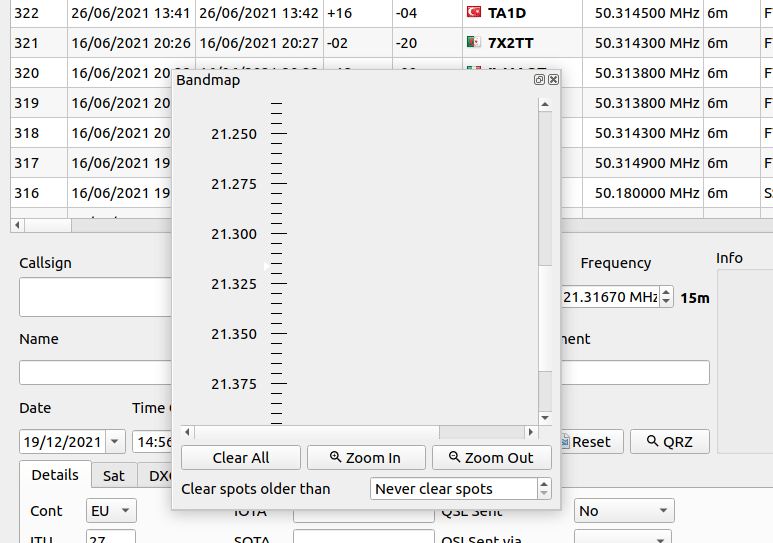 322 26/06/2021 13:41 26/06/2021 13:42 +16 -04 TA1D 50.314500 MHz 6m
321 16/06/2021 20:26 16/06/2021 20:27 -02 -20 7X2TT 50.314300 MHz 6m
320 16/06/2021 50.313800 MHz 6m
Bandmap
319 16/06/2021 20 50.313800 MHz 6m
318 16/06/2021 20 50.314300 MHz 6m
317 16/06/2021 19 50.314900 MHz 6m
316 16/06/2021 19 50.180000 MHz 6m
21.250
21.275
21.300
21.325
21.350
21.375
Callsign Frequency Info
21.31670 MHz 15m
Name ment
Date Time
19/12/2021 14:56 Reset QRZ
Clear All Zoom In Zoom Out
Details Sat DXC
Clear spots older than Never clear spots
Cont EU IOTA QSL Sent No
ITU 27 SOTA QSL Sent via